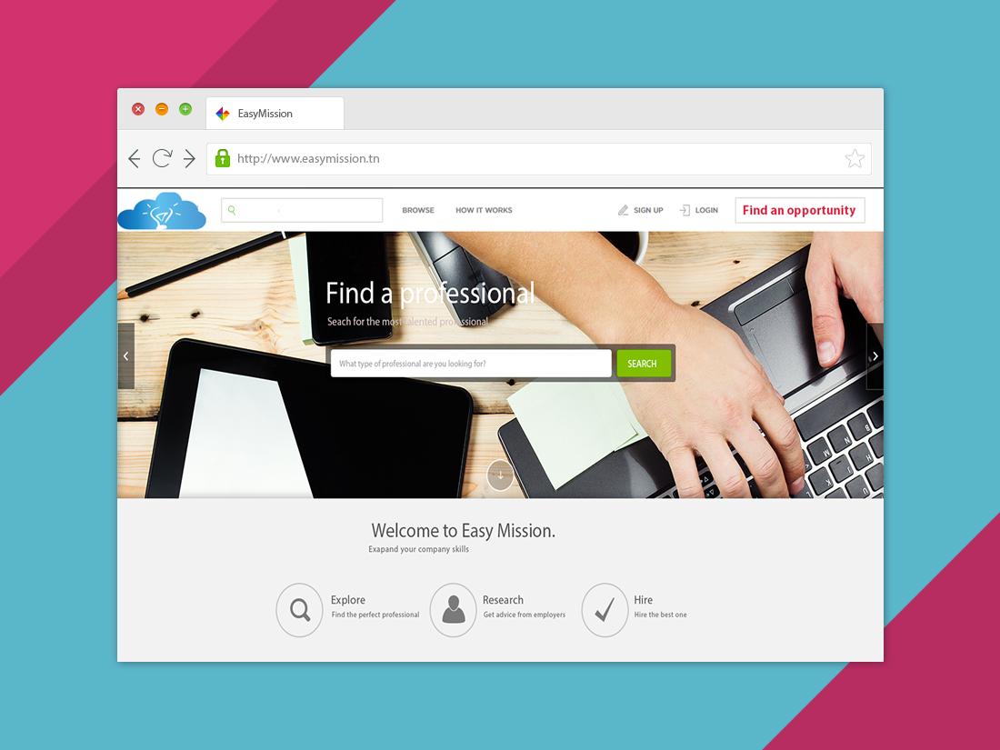 EasyMission
http://www.easymission.tn
BROWSE
HOW IT WORKS
SIGN UP
LOGIN
Find an opportunity
Find a professional
Seach for the most talented professional
What type of professional are you looking for?
SEARCH
Welcome to Easy Mission.
Exapand your company skills
Explore
Find the perfect professional
Research
Get advice from employers
Hire
Hire the best one